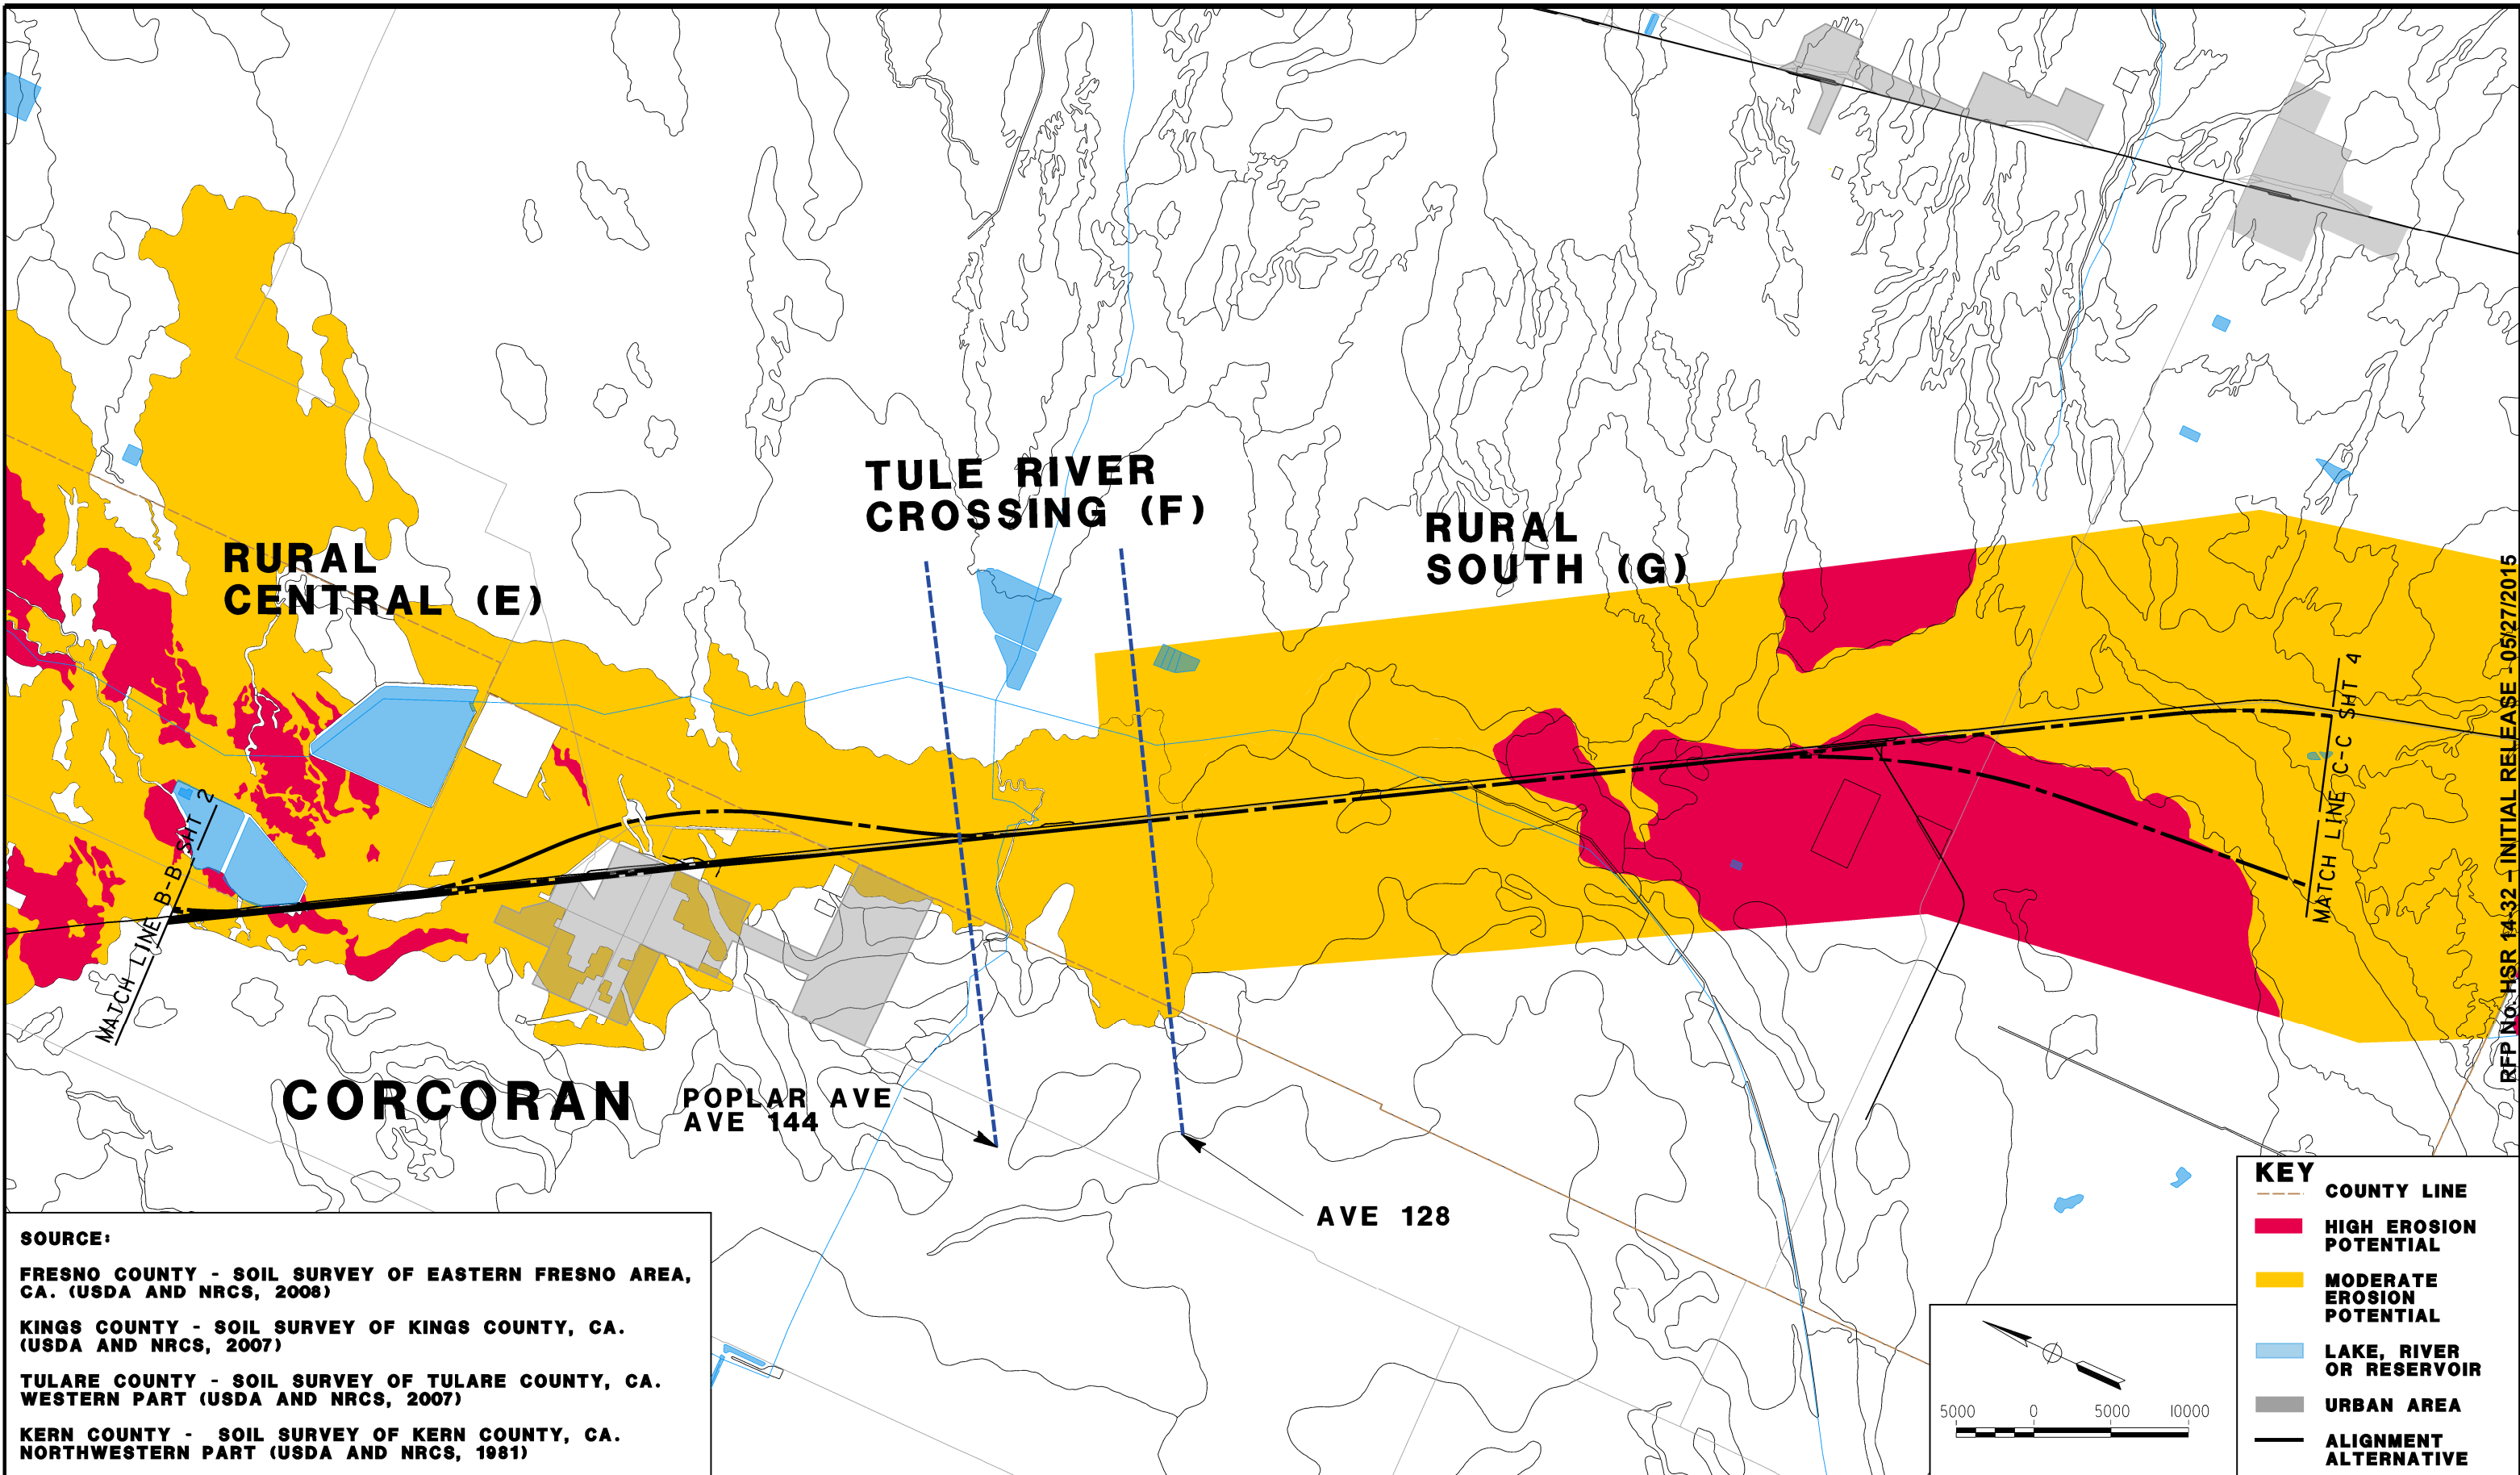 TULE RIVER
CROSSING (F)
RURAL
SOUTH (G)
RURAL
CENTRAL (E)
MATCH LINE B-B SHT 2
MATCH LINE C-C SHT 4
RFP No. HSR 14-32 – INITIAL RELEASE - 05/27/2015
CORCORAN
POPLAR AVE
AVE 144
AVE 128
SOURCE:
FRESNO COUNTY - SOIL SURVEY OF EASTERN FRESNO AREA,
CA. (USDA AND NRCS, 2008)
KINGS COUNTY - SOIL SURVEY OF KINGS COUNTY, CA.
(USDA AND NRCS, 2007)
TULARE COUNTY - SOIL SURVEY OF TULARE COUNTY, CA.
WESTERN PART (USDA AND NRCS, 2007)
KERN COUNTY - SOIL SURVEY OF KERN COUNTY, CA.
NORTHWESTERN PART (USDA AND NRCS, 1981)
5000 0 5000 10000
KEY
COUNTY LINE
HIGH EROSION
POTENTIAL
MODERATE
EROSION
POTENTIAL
LAKE, RIVER
OR RESERVOIR
URBAN AREA
ALIGNMENT
ALTERNATIVE